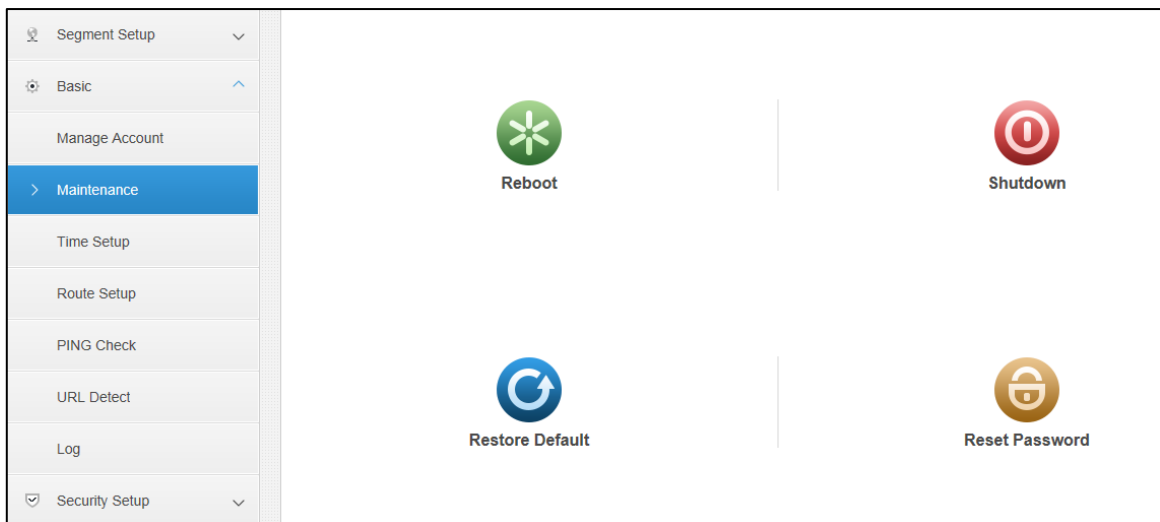 Segment Setup
Basic
Manage Account
Maintenance
Time Setup
Route Setup
PING Check
URL Detect
Log
Security Setup
Reboot
Shutdown
Restore Default
Reset Password